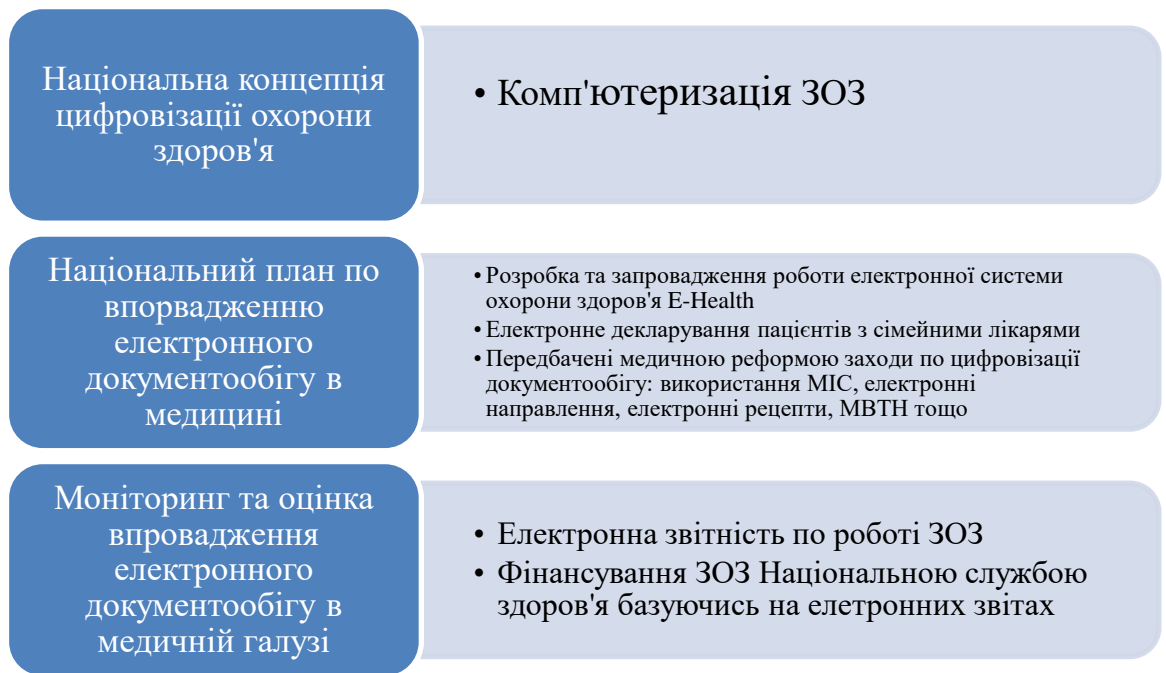 Національна концепція
цифровізації охорони
здоров'я
• Комп'ютеризація ЗОЗ
Національний план по
впорвадженню
електронного
документообігу в
медицині
• Розробка та запровадження роботи електронної системи
охорони здоров'я E-Health
• Електронне декларування пацієнтів з сімейними лікарями
• Передбачені медичною реформою заходи по цифровізації
документообігу: використання МІС, електронні
направлення, електронні рецепти, МВТН тощо
Моніторинг та оцінка
впровадження
електронного
документообігу в
медичній галузі
• Електронна звітність по роботі ЗОЗ
• Фінансування ЗОЗ Національною службою
здоров'я базуючись на елетронних звітах